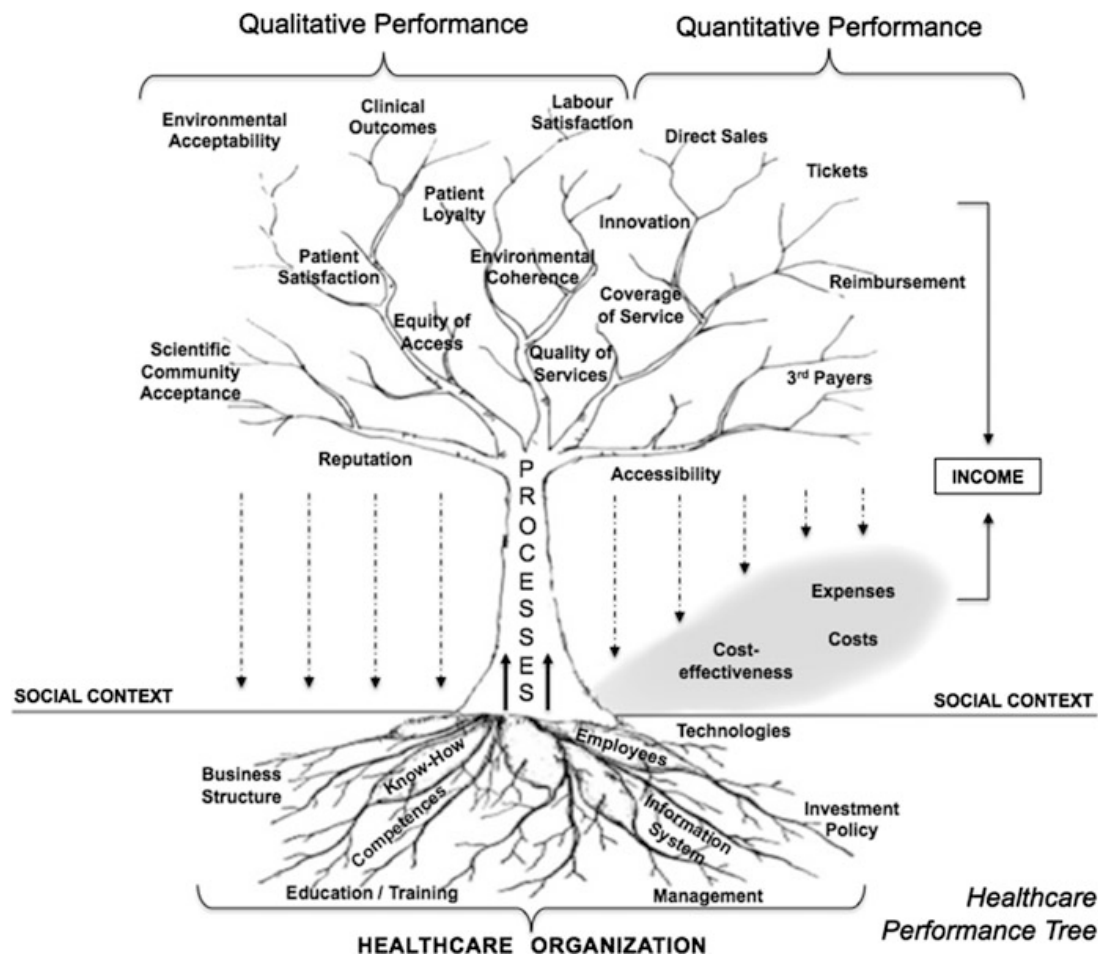 Qualitative Performance
Quantitative Performance
Environmental
Acceptability
Clinical
Outcomes
Labour
Satisfaction
Direct Sales
Tickets
Patient
Loyalty
Innovation
Patient
Satisfaction
Environmental
Coherence
Reimbursement
Coverage
of Service
Equity of
Access
Scientific
Community
Acceptance
Quality of
Services
3rd Payers
Reputation
Accessibility
INCOME
PROCESSES
Expenses
Costs
Cost-
effectiveness
SOCIAL CONTEXT
SOCIAL CONTEXT
Technologies
Employees
Know-How
Business
Structure
Competences
Information
System
Investment
Policy
Education / Training
Management
HEALTHCARE ORGANIZATION
Healthcare
Performance Tree